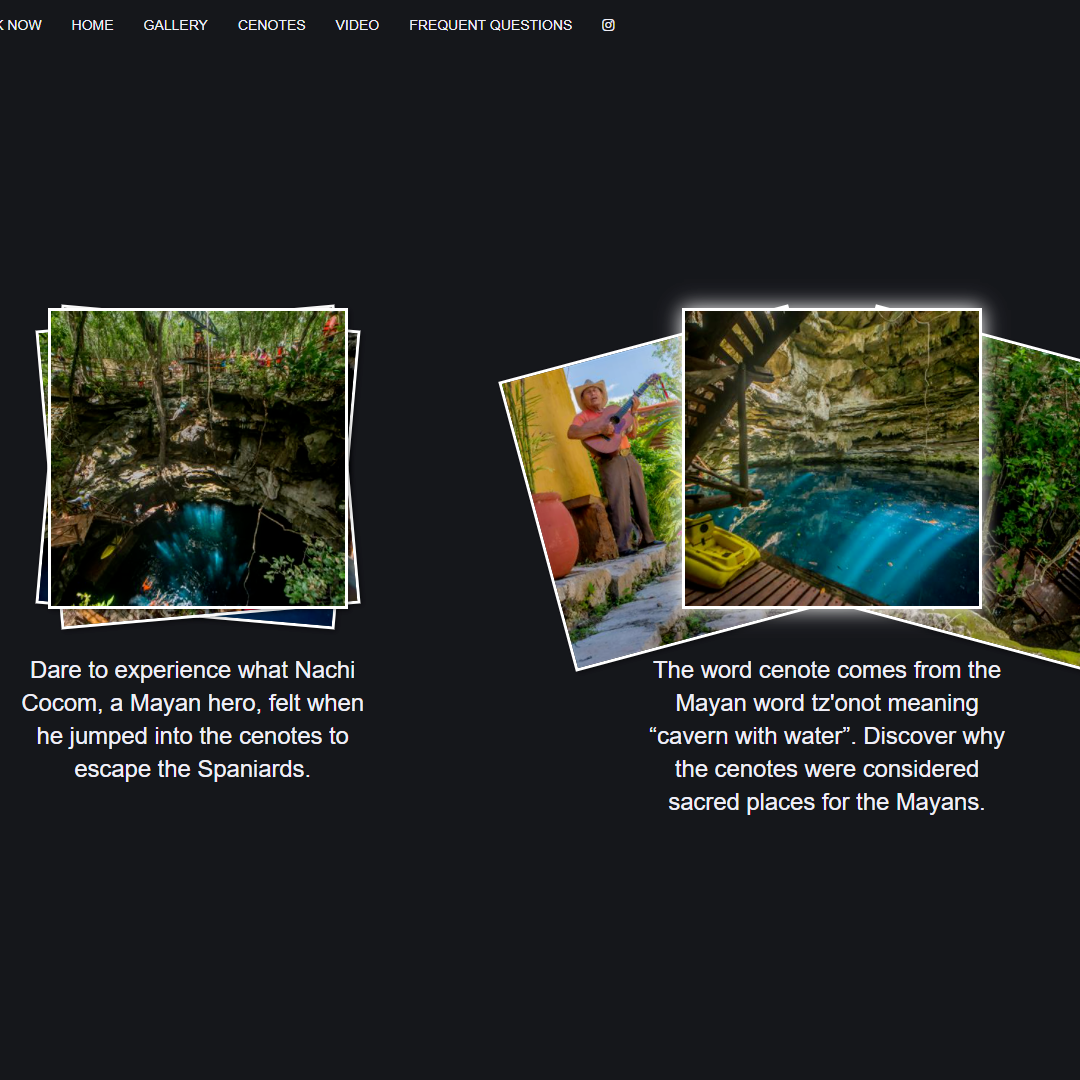 NOW HOME GALLERY CENOTES VIDEO FREQUENT QUESTIONS
Dare to experience what Nachi
Cocom, a Mayan hero, felt when
he jumped into the cenotes to
escape the Spaniards.
The word cenote comes from the
Mayan word tz'onot meaning
“cavern with water”. Discover why
the cenotes were considered
sacred places for the Mayans.